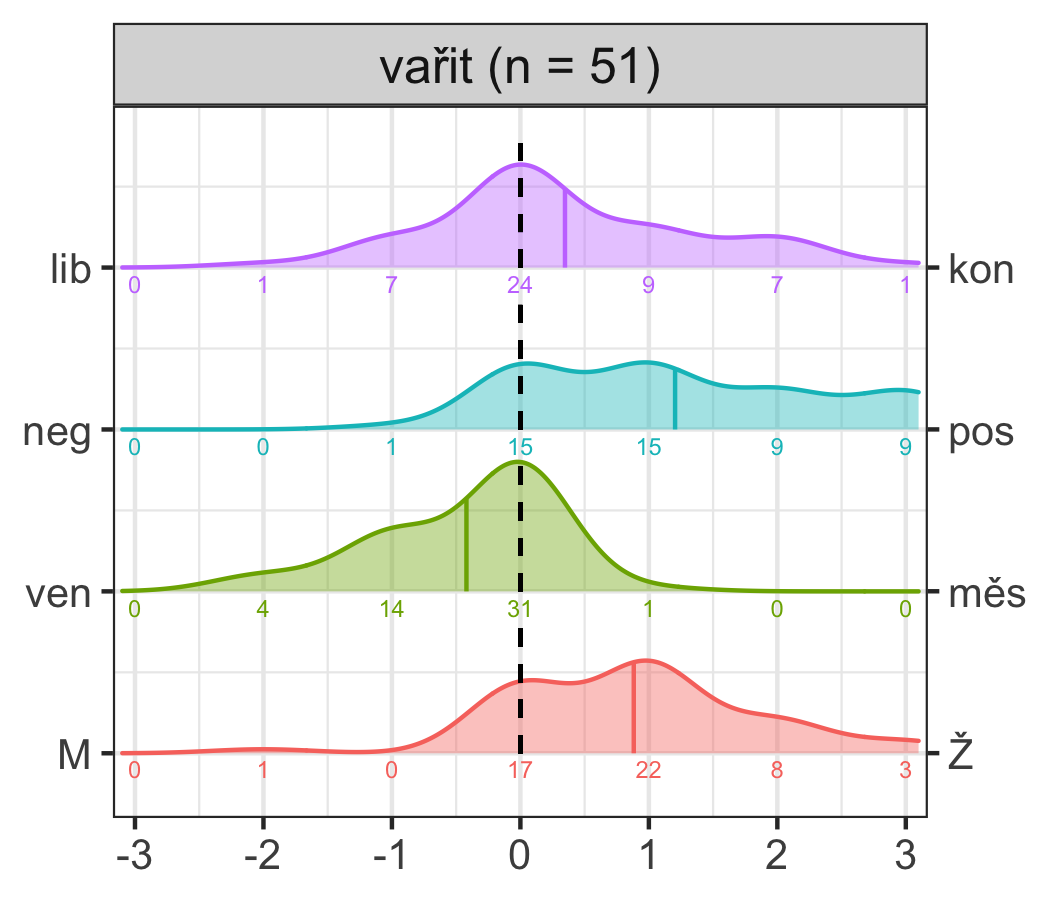 vařit (n = 51)
lib kon
0 1 7 24 9 7 1
neg pos
0 0 1 15 15 9 9
ven měs
0 4 14 31 1 0 0
M Ž
0 1 0 17 22 8 3
-3 -2 -1 0 1 2 3